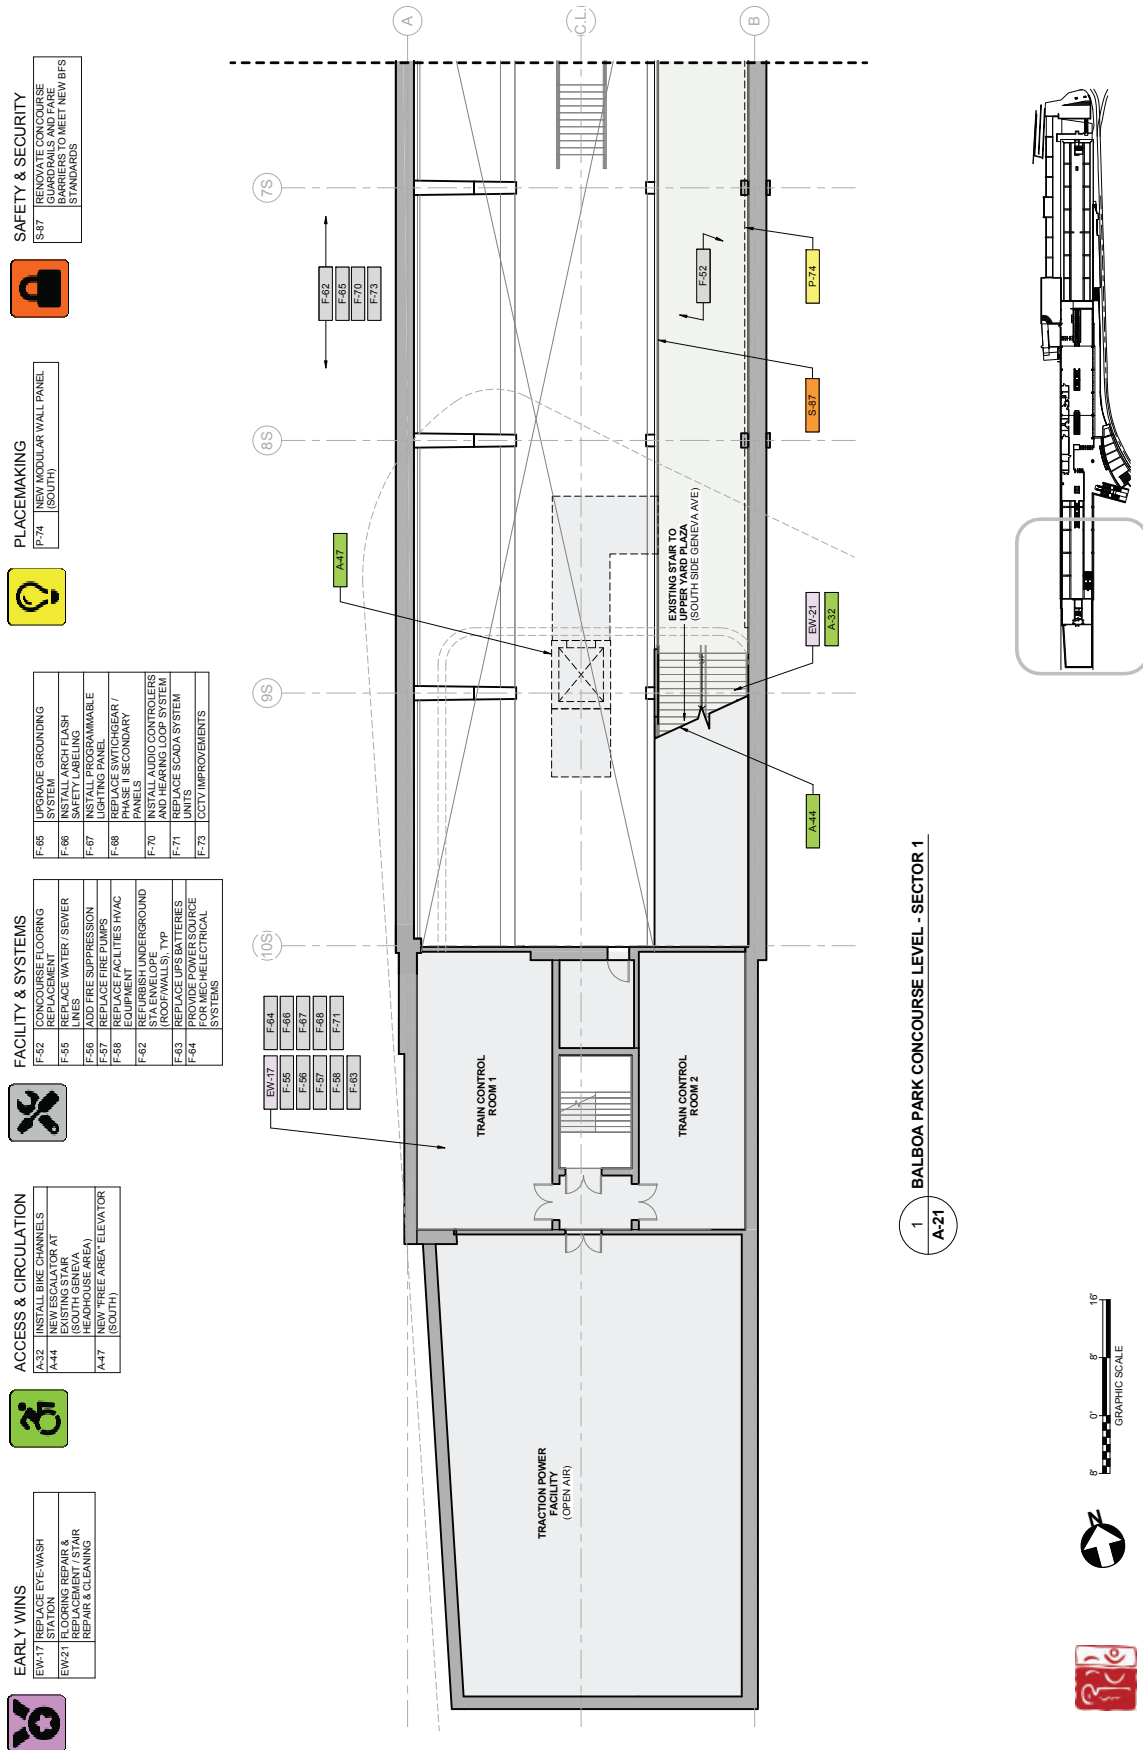 EARLY WINS
EW-17 REPLACE EYE-WASH
STATION
EW-21 FLOORING REPAIR &
REPLACEMENT / STAIR
REPAIR & CLEANING
ACCESS & CIRCULATION
A-32 INSTALL BIKE CHANNELS
A-44 NEW ESCALATOR AT
EXISTING STAIR
(SOUTH GENEVA
HEADHOUSE AREA)
A-47 NEW "FREE AREA" ELEVATOR
(SOUTH)
FACILITY & SYSTEMS
F-52 CONCOURSE FLOORING
REPLACEMENT
F-55 REPLACE WATER / SEWER
LINES
F-56 ADD FIRE SUPPRESSION
F-57 REPLACE FIRE PUMPS
F-58 REPLACE FACILITIES HVAC
EQUIPMENT
F-62 REFURBISH UNDERGROUND
STA ENVELOPE
(ROOF/WALLS), TYP
F-63 REPLACE UPS BATTERIES
F-64 PROVIDE POWER SOURCE
FOR MECH/ELECTRICAL
SYSTEMS
F-65 UPGRADE GROUNDING
SYSTEM
F-66 INSTALL ARCH FLASH
SAFETY LABELING
F-67 INSTALL PROGRAMMABLE
LIGHTING PANEL
F-68 REPLACE SWTICHGEAR /
PHASE II SECONDARY
PANELS
F-70 INSTALL AUDIO CONTROLERS
AND HEARING LOOP SYSTEM
F-71 REPLACE SCADA SYSTEM
UNITS
F-73 CCTV IMPROVEMENTS
PLACEMAKING
P-74 NEW MODULAR WALL PANEL
(SOUTH)
SAFETY & SECURITY
S-87 RENOVATE CONCOURSE
GUARDRAILS AND FARE
BARRIERS TO MEET NEW BFS
STANDARDS
(10S)
9S
8S
7S
A
C.L.
B
EW-17
F-55
F-56
F-57
F-58
F-63
F-64
F-66
F-67
F-68
F-71
A-47
F-62
F-65
F-70
F-73
TRAIN CONTROL
ROOM 1
TRAIN CONTROL
ROOM 2
TRACTION POWER
FACILITY
(OPEN AIR)
EXISTING STAIR TO
UPPER YARD PLAZA
(SOUTH SIDE GENEVA AVE)
F-52
A-44
EW-21
A-32
S-87
P-74
1
A-21
BALBOA PARK CONCOURSE LEVEL - SECTOR 1
N
8' 0' 8' 16'
GRAPHIC SCALE